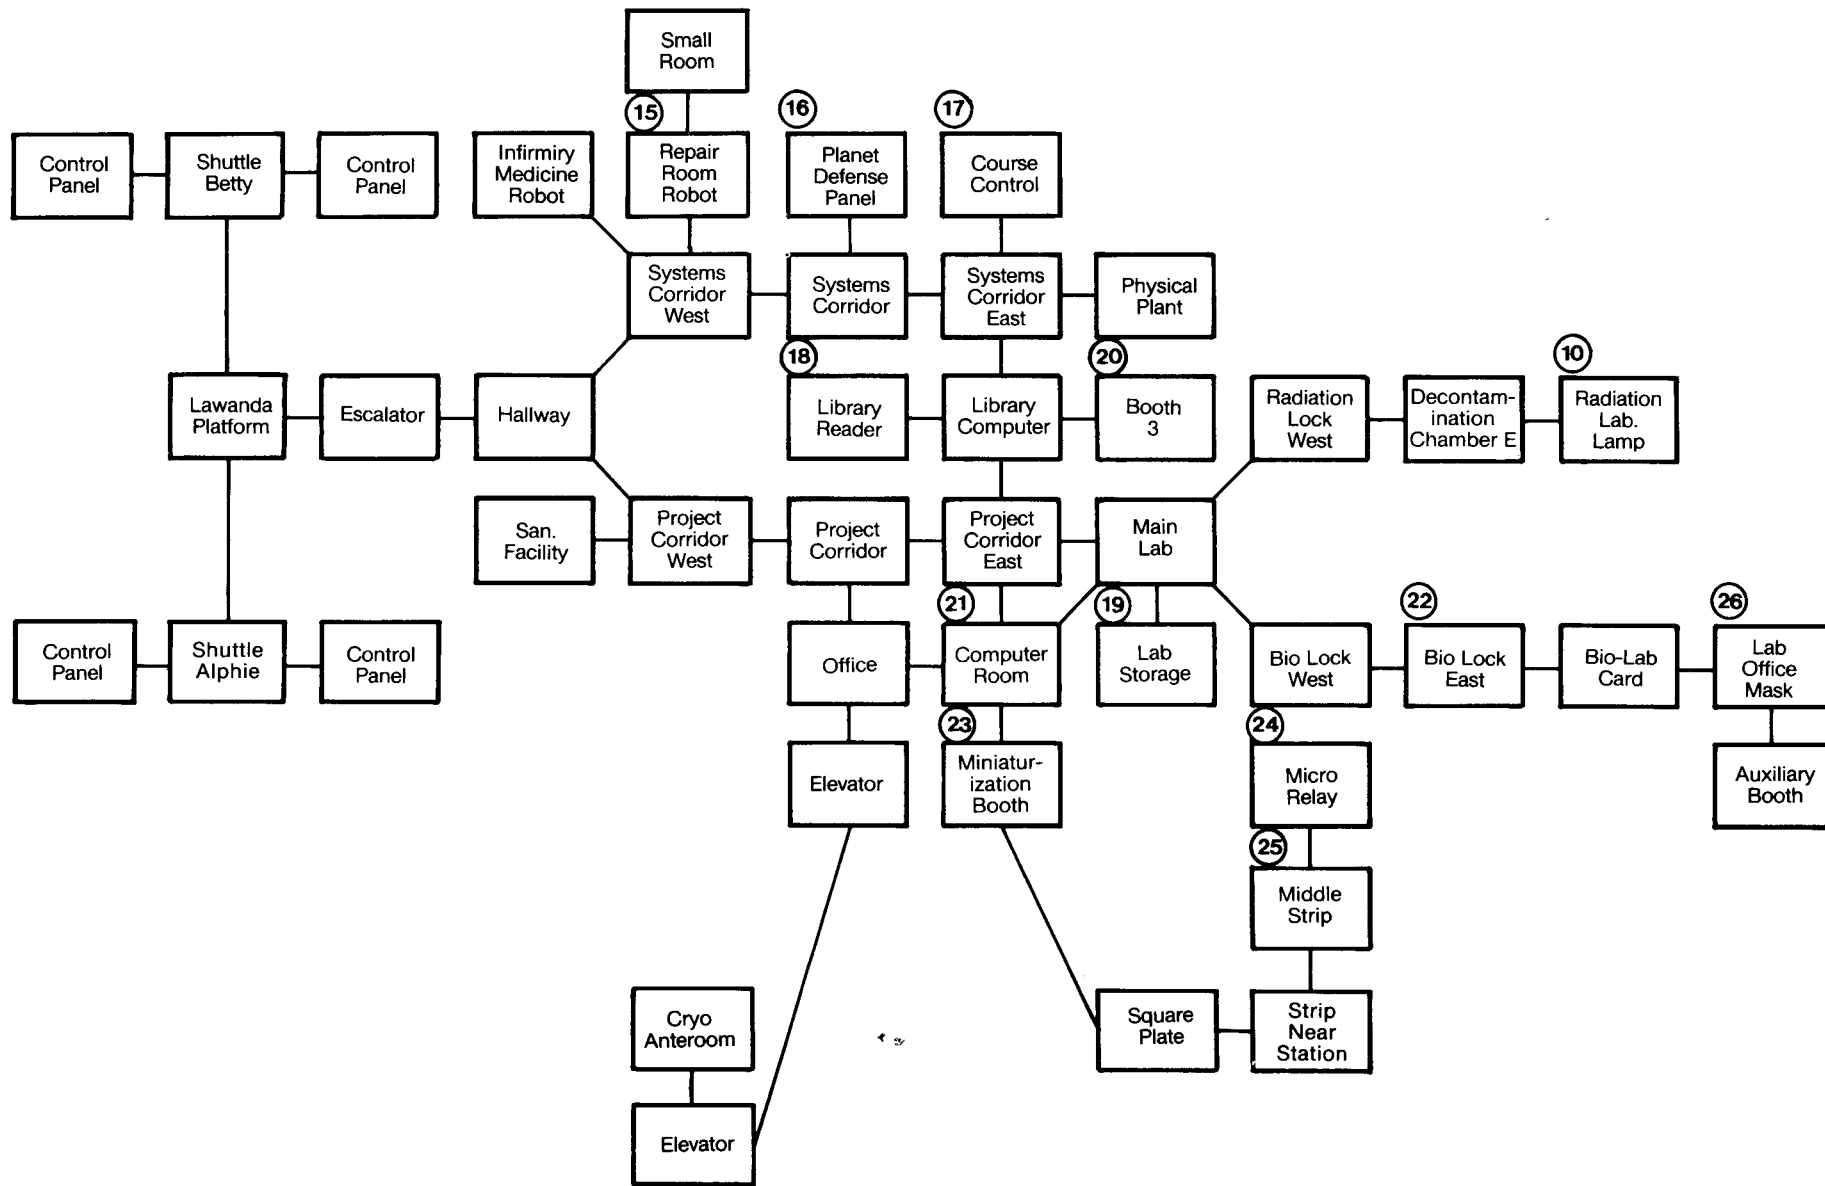 Small
Room
15
16
17
Control
Panel
Shuttle
Betty
Control
Panel
Infirmiry
Medicine
Robot
Repair
Room
Robot
Planet
Defense
Panel
Course
Control
Systems
Corridor
West
Systems
Corridor
Systems
Corridor
East
Physical
Plant
18
20
10
Lawanda
Platform
Escalator
Hallway
Library
Reader
Library
Computer
Booth
3
Radiation
Lock
West
Decontam-
ination
Chamber E
Radiation
Lab.
Lamp
San.
Facility
Project
Corridor
West
Project
Corridor
Project
Corridor
East
Main
Lab
21
19
22
26
Control
Panel
Shuttle
Alphie
Control
Panel
Office
Computer
Room
Lab
Storage
Bio Lock
West
Bio Lock
East
Bio-Lab
Card
Lab
Office
Mask
23
24
Elevator
Miniatur-
ization
Booth
Micro
Relay
Auxiliary
Booth
25
Middle
Strip
Cryo
Anteroom
Square
Plate
Strip
Near
Station
Elevator